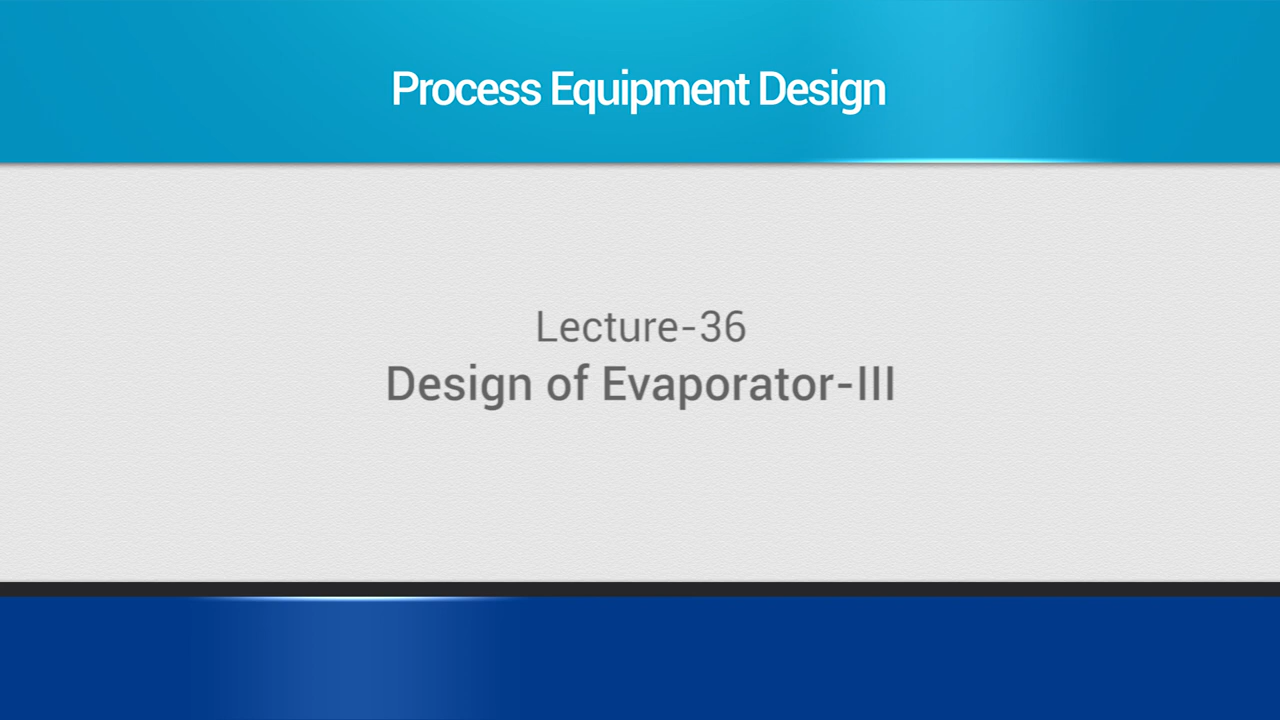 Process Equipment Design
Lecture-36
Design of Evaporator-III